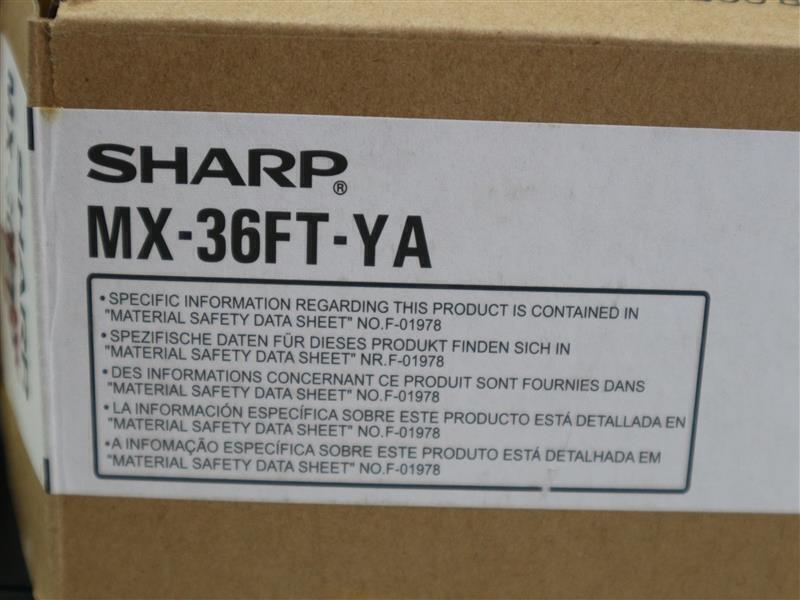 SHARP®
MX-36FT-YA
• SPECIFIC INFORMATION REGARDING THIS PRODUCT IS CONTAINED IN
"MATERIAL SAFETY DATA SHEET" NO.F-01978
• SPEZIFISCHE DATEN FÜR DIESES PRODUKT FINDEN SICH IN
"MATERIAL SAFETY DATA SHEET" NR.F-01978
• DES INFORMATIONS CONCERNANT CE PRODUIT SONT FOURNIES DANS
"MATERIAL SAFETY DATA SHEET" NO.F-01978
• LA INFORMACIÓN ESPECÍFICA SOBRE ESTE PRODUCTO ESTÁ DETALLADA EN
"MATERIAL SAFETY DATA SHEET" NO.F-01978
• A INFOMAÇÃO ESPECÍFICA SOBRE ESTE PRODUTO ESTÁ DETALHADA EM
"MATERIAL SAFETY DATA SHEET" NO.F-01978